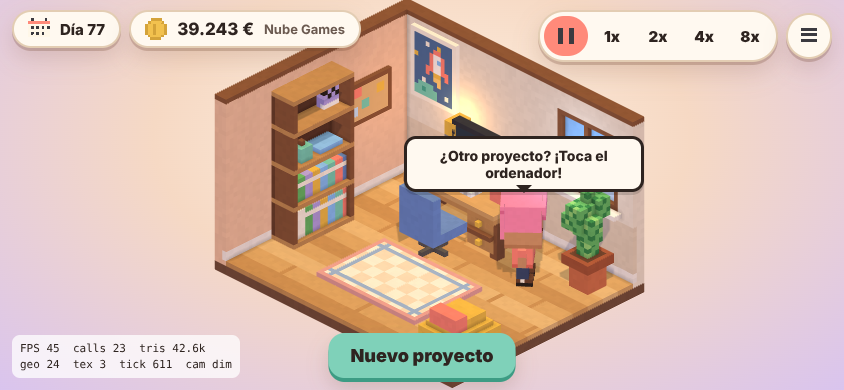 Día 77
39.243 € Nube Games
1x 2x 4x 8x
¿Otro proyecto? ¡Toca el
ordenador!
FPS 45 calls 23 tris 42.6k
geo 24 tex 3 tick 611 cam dim
Nuevo proyecto